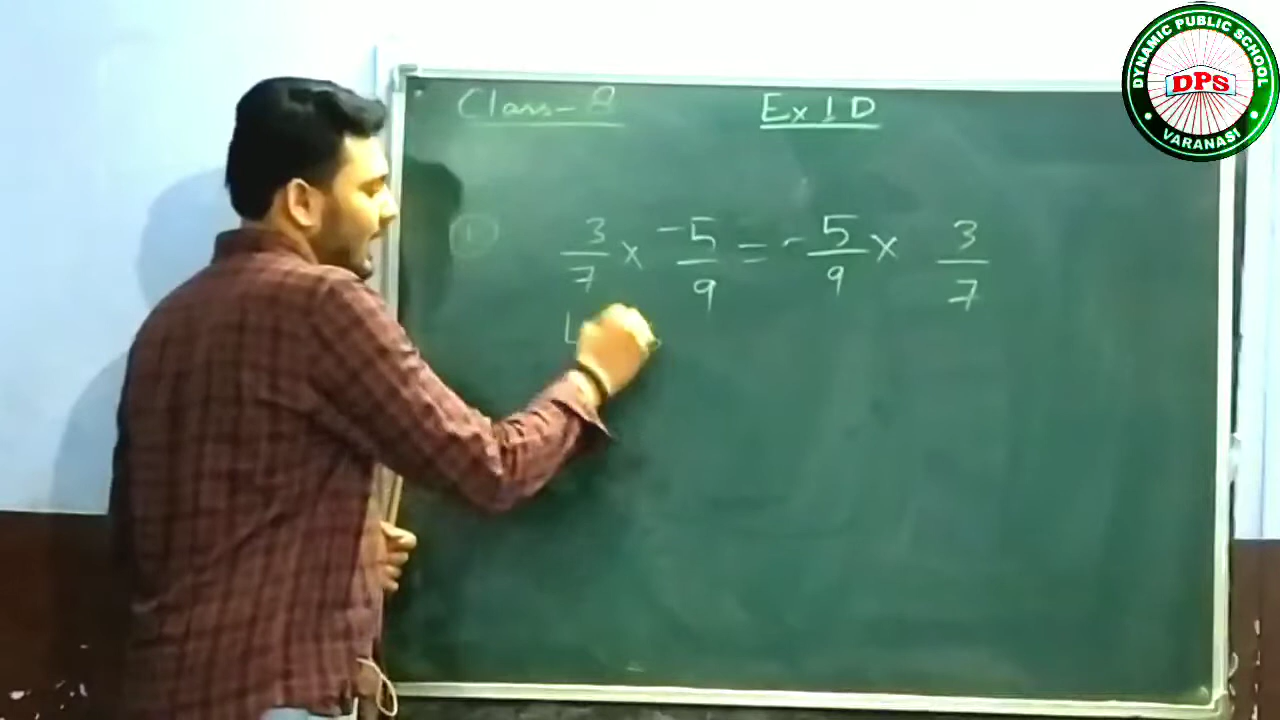 Class - 8 Ex 1 D
3/7 × -5/9 = -5/9 × 3/7
L
DYNAMIC PUBLIC SCHOOL
DPS
VARANASI